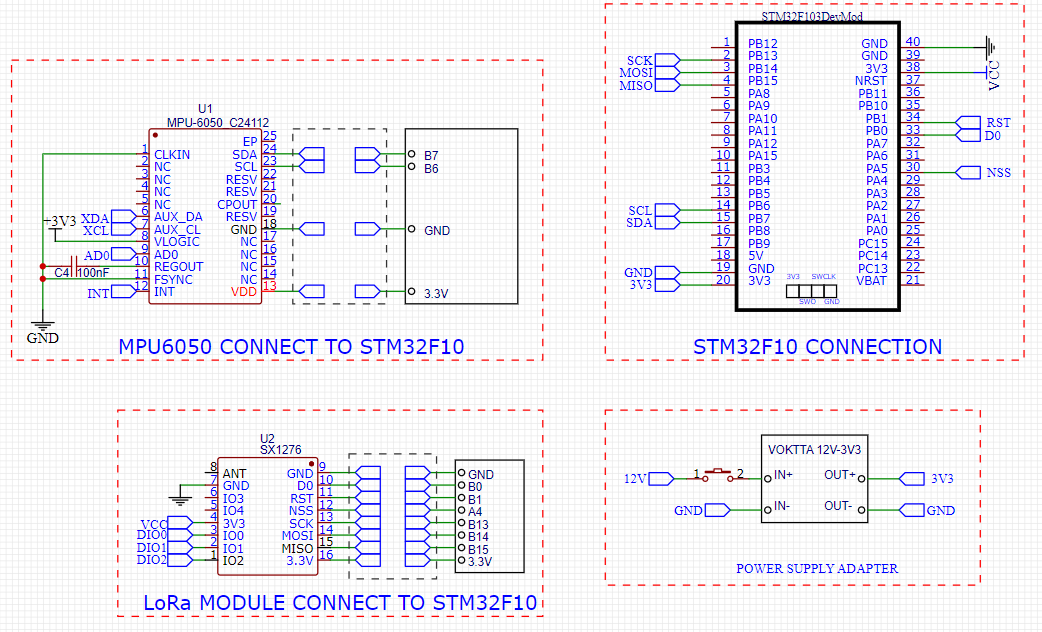 U1
MPU-6050_C24112
EP 25
1 CLKIN SDA 24
2 NC SCL 23
3 NC RESV 22
4 NC RESV 21
5 NC CPOUT 20
XDA 6 AUX_DA RESV 19
+3V3
XCL 7 AUX_CL GND 18
8 VLOGIC NC 17
AD0 9 AD0 NC 16
10 REGOUT NC 15
C4 100nF
11 FSYNC NC 14
INT 12 INT VDD 13
B7
B6
GND
3.3V
GND
MPU6050 CONNECT TO STM32F10
STM32F103DevMod
1 PB12 GND 40
SCK 2 PB13 GND 39
MOSI 3 PB14 3V3 38
MISO 4 PB15 NRST 37
VCC
5 PA8 PB11 36
6 PA9 PB10 35
7 PA10 PB1 34 RST
8 PA11 PB0 33 D0
9 PA12 PA7 32
10 PA15 PA6 31
11 PB3 PA5 30 NSS
12 PB4 PA4 29
13 PB5 PA3 28
SCL 14 PB6 PA2 27
SDA 15 PB7 PA1 26
16 PB8 PA0 25
17 PB9 PC15 24
18 5V PC14 23
GND 19 GND PC13 22
3V3 20 3V3 VBAT 21
3V3 SWCLK
SWO GND
STM32F10 CONNECTION
U2
SX1276
8 ANT GND 9
7 GND D0 10
6 IO3 RST 11
5 IO4 NSS 12
VCC 4 3V3 SCK 13
DIO0 3 IO0 MOSI 14
DIO1 2 IO1 MISO 15
DIO2 1 IO2 3.3V 16
GND
B0
B1
A4
B13
B14
B15
3.3V
LoRa MODULE CONNECT TO STM32F10
VOKTTA 12V-3V3
12V 1 2 IN+ OUT+ 3V3
GND IN- OUT- GND
POWER SUPPLY ADAPTER